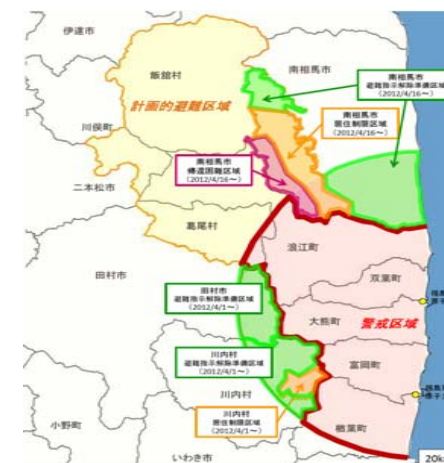 伊達市
飯舘村
南相馬市
南相馬市
避難指示解除準備区域
(2012/4/16～)
計画的避難区域
川俣町
南相馬市
居住制限区域
(2012/4/16～)
南相馬市
帰還困難区域
(2012/4/16～)
二本松市
葛尾村
浪江町
田村市
双葉町
田村市
避難指示解除準備区域
(2012/4/1～)
大熊町
警戒区域
川内村
避難指示解除準備区域
(2012/4/1～)
富岡町
川内村
川内村
居住制限区域
(2012/4/1～)
小野町
楢葉町
いわき市
20k